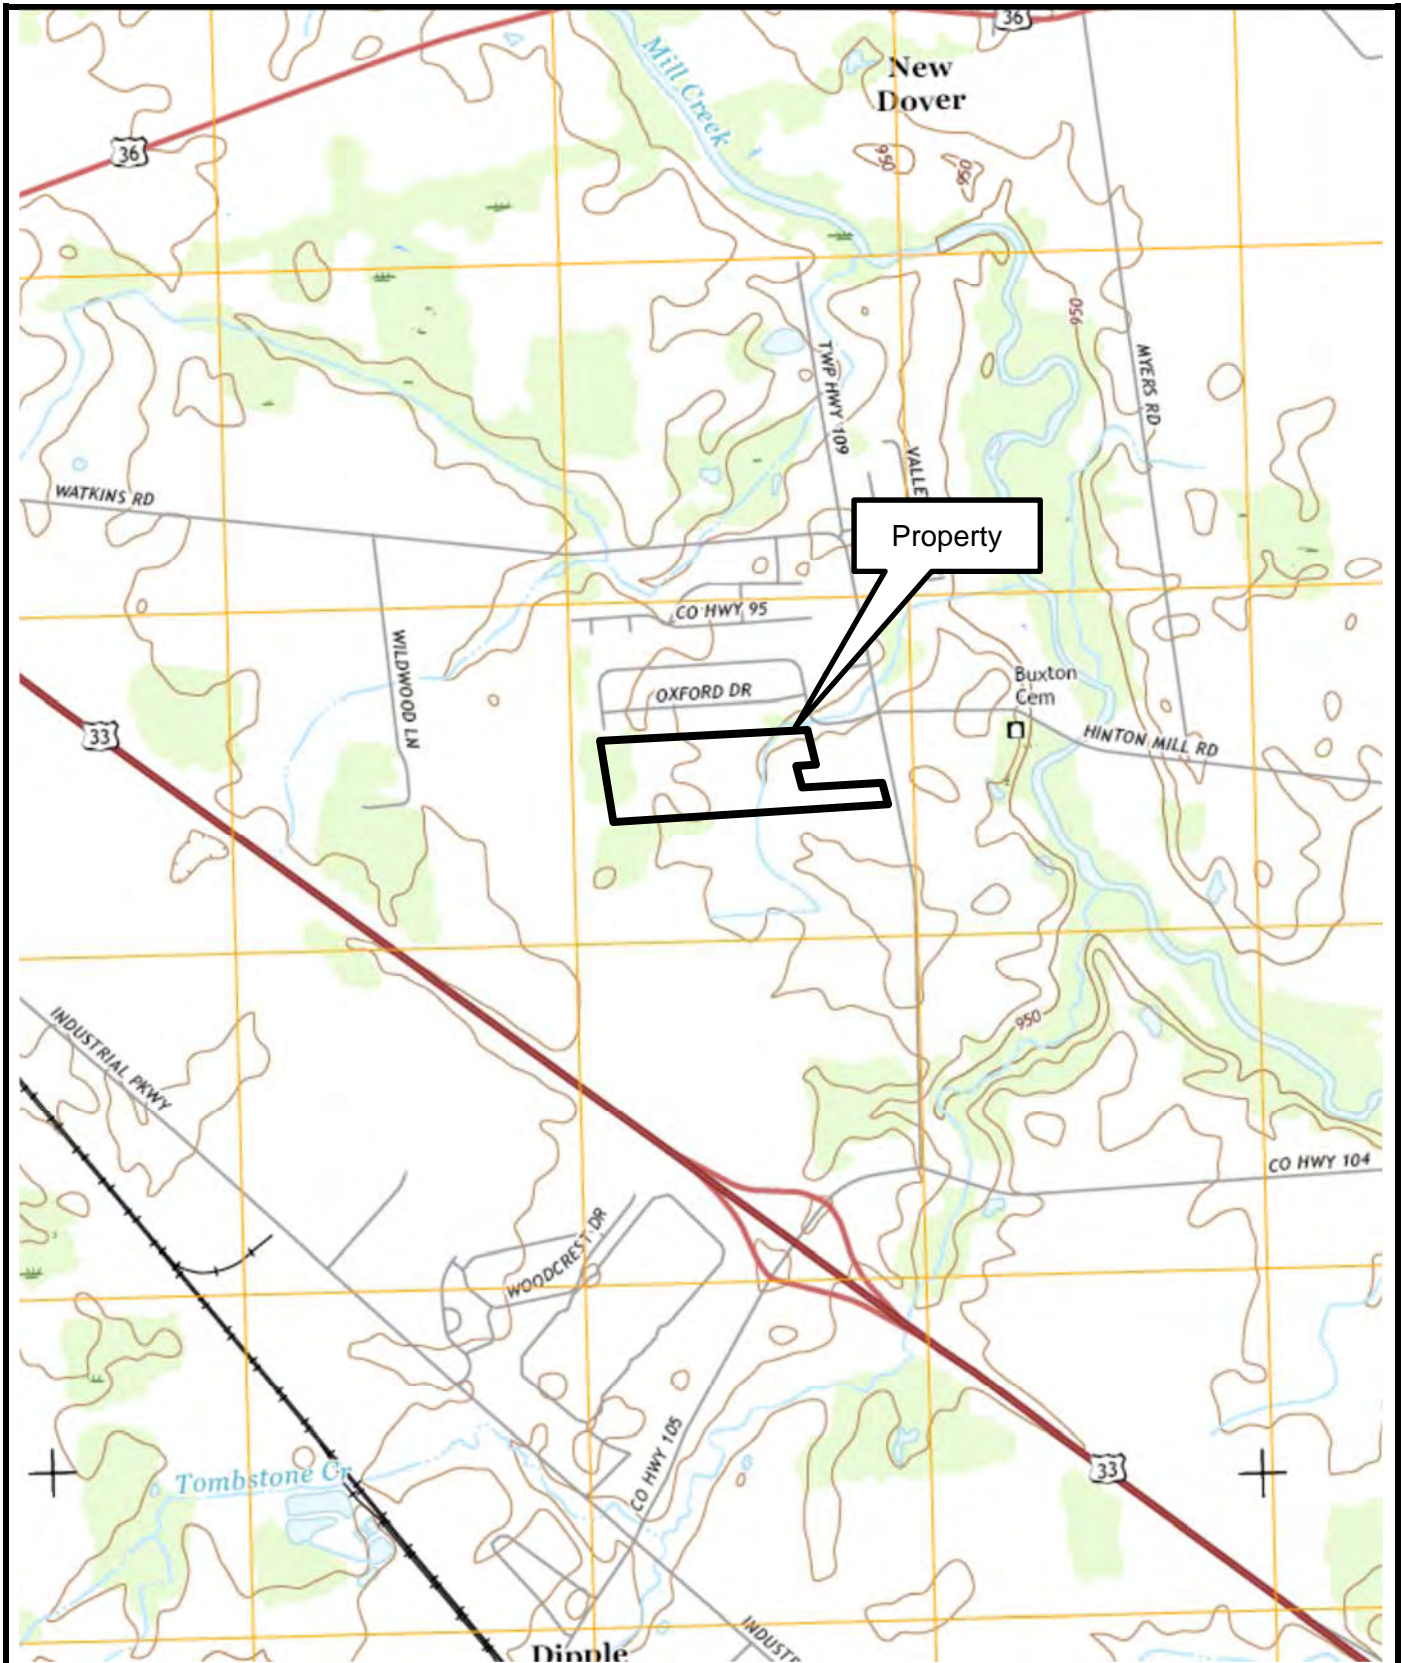 36
Mill Creek
New
Dover
36
950
950
950
TWP HWY 109
MYERS RD
VALLE
WATKINS RD
Property
CO HWY 95
WILDWOOD LN
OXFORD DR
Buxton
Cem
HINTON MILL RD
33
INDUSTRIAL PKWY
950
CO HWY 104
WOODCREST DR
CO HWY 105
33
Tombstone Cr
INDUSTR
Dipple